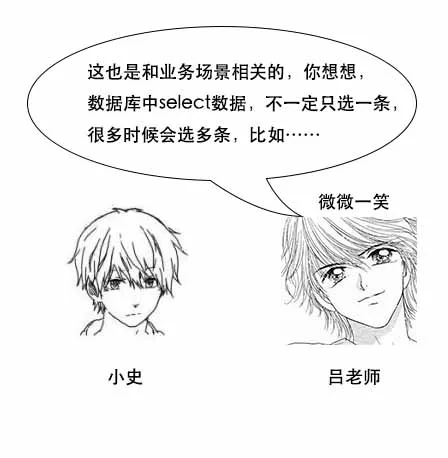 这也是和业务场景相关的，你想想，
数据库中select数据，不一定只选一条，
很多时候会选多条，比如……
微微一笑
小史
吕老师